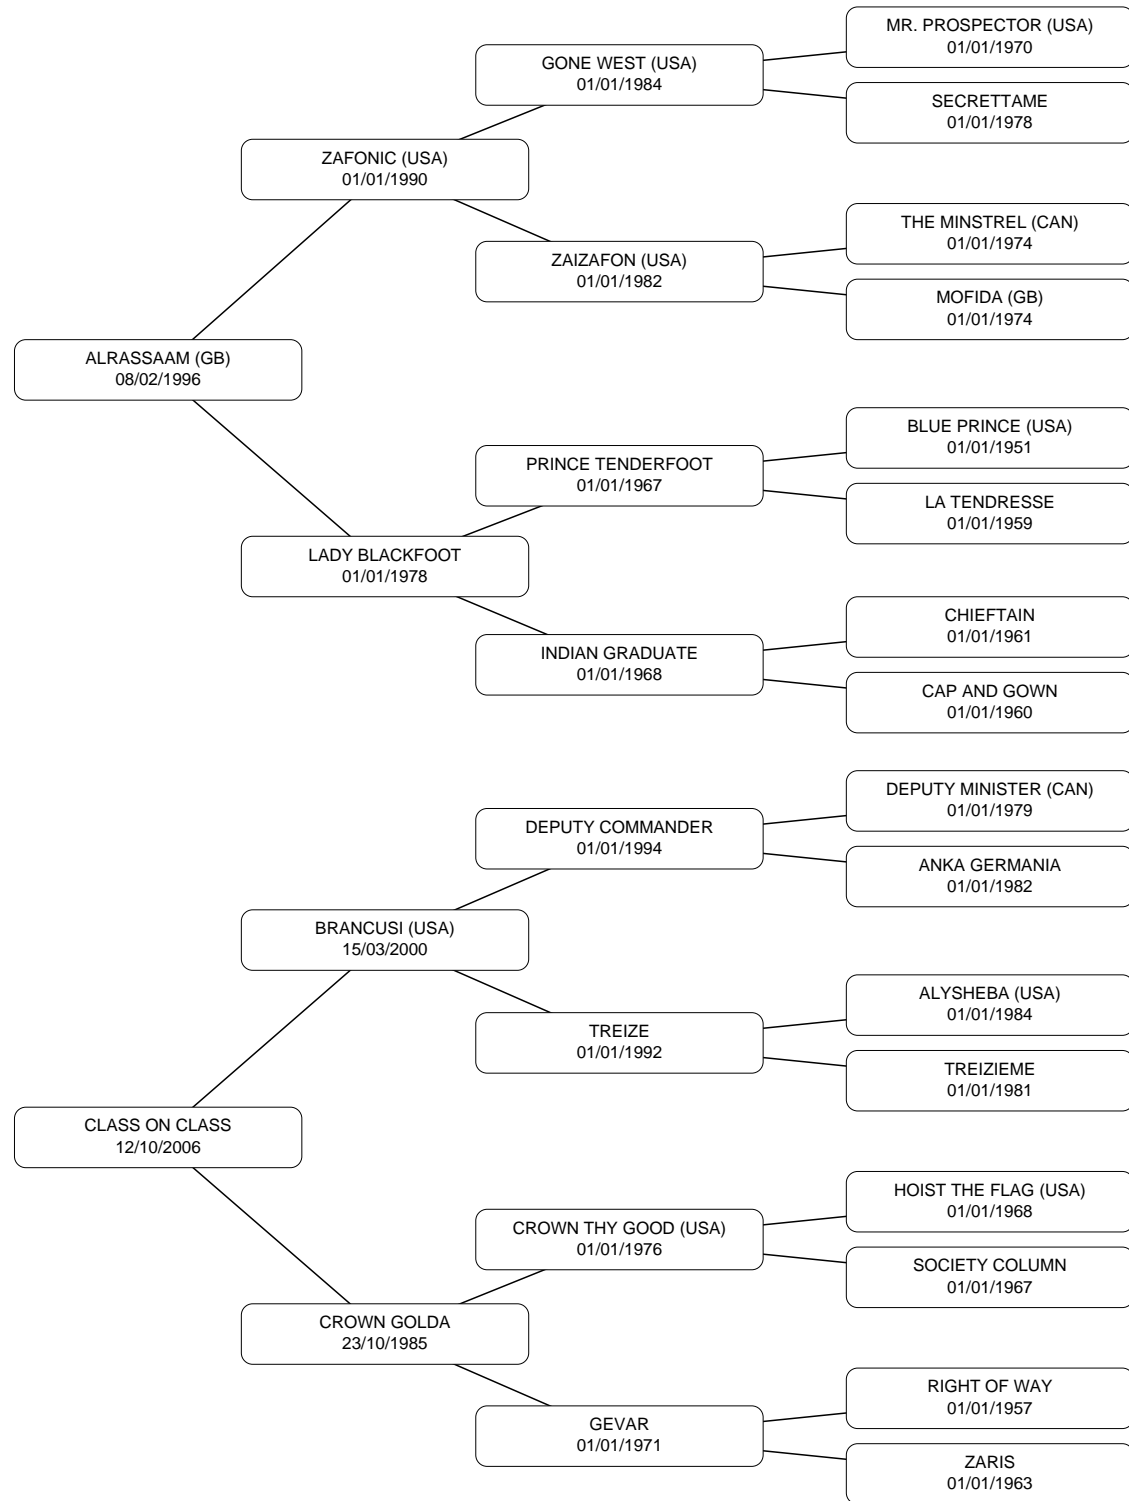 MR. PROSPECTOR (USA)
01/01/1970
GONE WEST (USA)
01/01/1984
SECRETTAME
01/01/1978
ZAFONIC (USA)
01/01/1990
THE MINSTREL (CAN)
01/01/1974
ZAIZAFON (USA)
01/01/1982
MOFIDA (GB)
01/01/1974
ALRASSAAM (GB)
08/02/1996
BLUE PRINCE (USA)
01/01/1951
PRINCE TENDERFOOT
01/01/1967
LA TENDRESSE
01/01/1959
LADY BLACKFOOT
01/01/1978
CHIEFTAIN
01/01/1961
INDIAN GRADUATE
01/01/1968
CAP AND GOWN
01/01/1960
DEPUTY MINISTER (CAN)
01/01/1979
DEPUTY COMMANDER
01/01/1994
ANKA GERMANIA
01/01/1982
BRANCUSI (USA)
15/03/2000
ALYSHEBA (USA)
01/01/1984
TREIZE
01/01/1992
TREIZIEME
01/01/1981
CLASS ON CLASS
12/10/2006
HOIST THE FLAG (USA)
01/01/1968
CROWN THY GOOD (USA)
01/01/1976
SOCIETY COLUMN
01/01/1967
CROWN GOLDA
23/10/1985
RIGHT OF WAY
01/01/1957
GEVAR
01/01/1971
ZARIS
01/01/1963